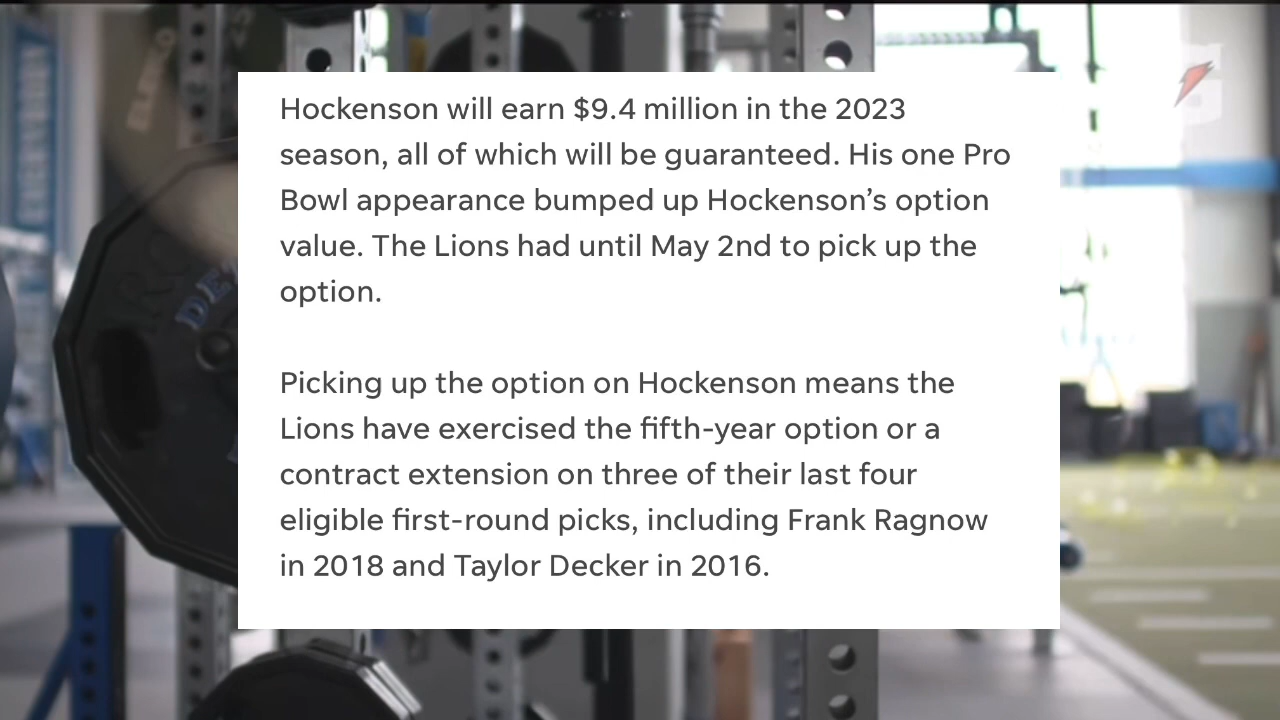 Hockenson will earn $9.4 million in the 2023
season, all of which will be guaranteed. His one Pro
Bowl appearance bumped up Hockenson’s option
value. The Lions had until May 2nd to pick up the
option.
Picking up the option on Hockenson means the
Lions have exercised the fifth-year option or a
contract extension on three of their last four
eligible first-round picks, including Frank Ragnow
in 2018 and Taylor Decker in 2016.